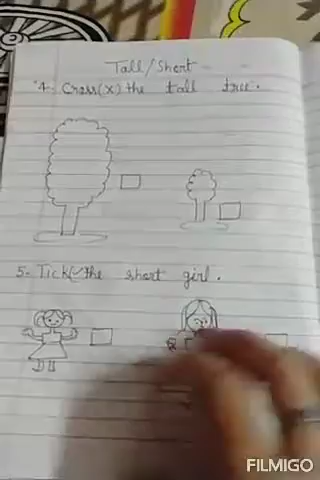 Tall/Short
4- Cross(x) the tall tree.
5- Tick(✓) the short girl.
FILMIGO